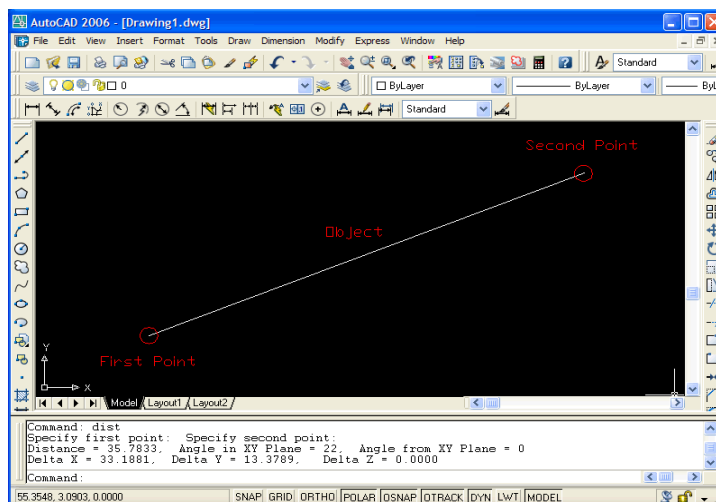 AutoCAD 2006 - [Drawing1.dwg]
File Edit View Insert Format Tools Draw Dimension Modify Express Window Help
Standard
0 ByLayer ByLayer
Standard
Second Point
Object
First Point
Y
X
Model Layout1 Layout2
Command: dist
Specify first point: Specify second point:
Distance = 35.7833, Angle in XY Plane = 22, Angle from XY Plane = 0
Delta X = 33.1881, Delta Y = 13.3789, Delta Z = 0.0000
Command:
55.3548, 3.0903, 0.0000 SNAP GRID ORTHO POLAR OSNAP OTRACK DYN LWT MODEL